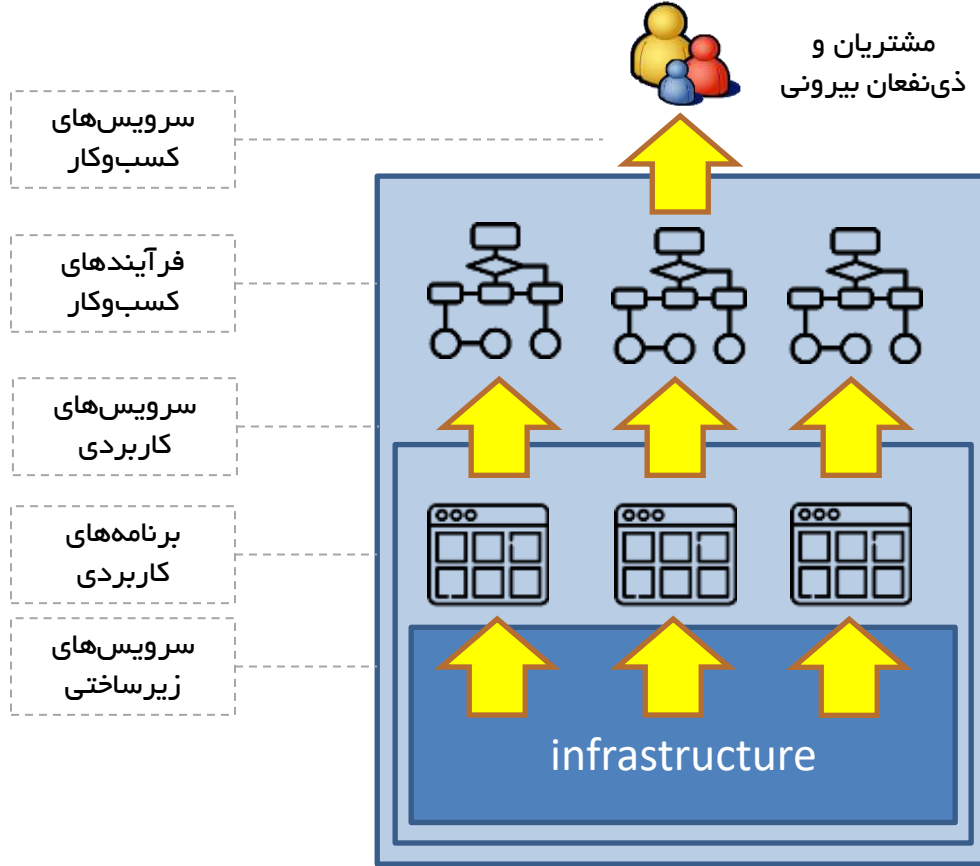 مشتریان و
ذی‌نفعان بیرونی
سرویس‌های
کسب‌وکار
فرآیندهای
کسب‌وکار
سرویس‌های
کاربردی
برنامه‌های
کاربردی
سرویس‌های
زیرساختی
infrastructure